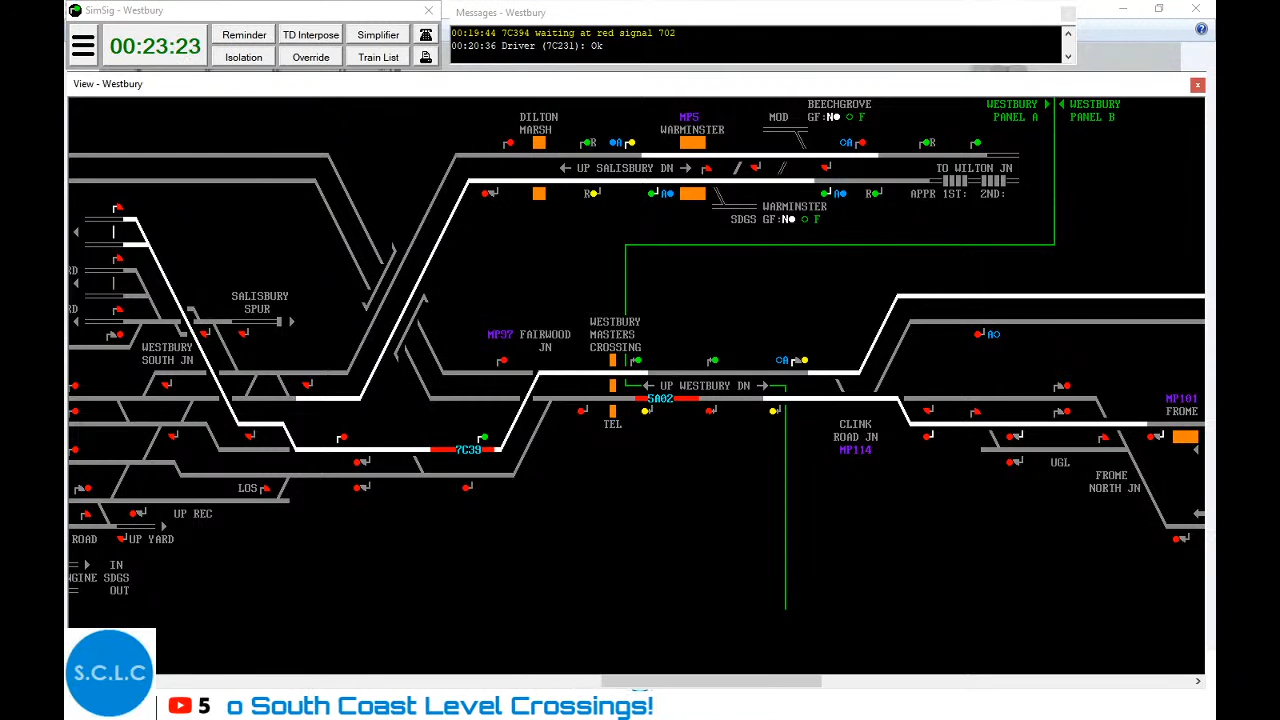 SimSig - Westbury
Messages - Westbury
00:23:23
Reminder
TD Interpose
Simplifier
Isolation
Override
Train List
00:19:44 7C394 waiting at red signal 702
00:20:36 Driver (7C231): Ok
View - Westbury
DILTON
MARSH
MP5
WARMINSTER
MOD
BEECHGROVE
GF:N F
WESTBURY
PANEL A
WESTBURY
PANEL B
R
A
A
R
← UP SALISBURY DN →
TO WILTON JN
R
A
A
R
APPR 1ST: 2ND:
WARMINSTER
SDGS GF:N F
RD
RD
SALISBURY
SPUR
WESTBURY
SOUTH JN
MP97 FAIRWOOD
JN
WESTBURY
MASTERS
CROSSING
A
A
← UP WESTBURY DN →
5A02
TEL
MP101
FROME
CLINK
ROAD JN
MP114
7C39
UGL
FROME
NORTH JN
LOS
UP REC
ROAD
UP YARD
IN
NGINE SDGS
OUT
S.C.L.C
5 o South Coast Level Crossings!